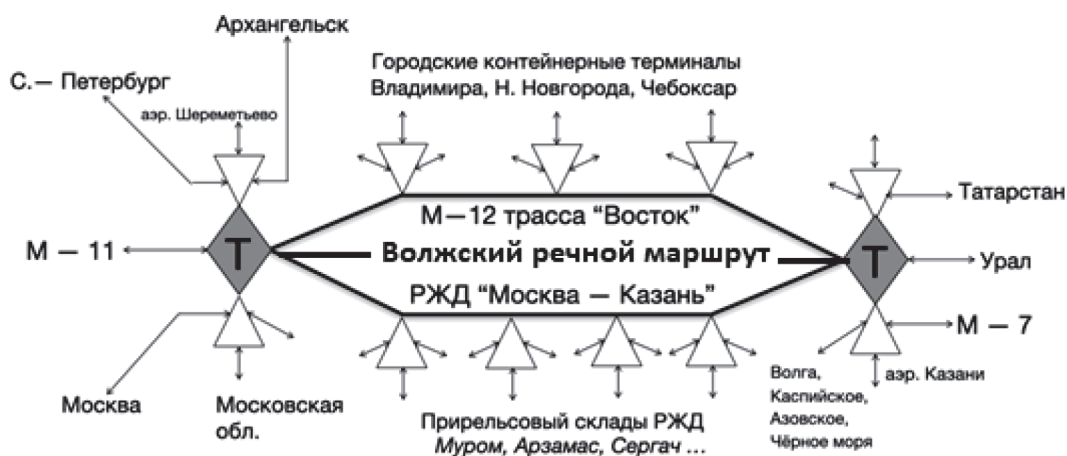 Архангельск
С.— Петербург
аэр. Шереметьево
Городские контейнерные терминалы
Владимира, Н. Новгорода, Чебоксар
М—12 трасса “Восток”
М — 11
Т
Волжский речной маршрут
Т
РЖД “Москва — Казань”
Татарстан
Урал
М — 7
Москва
Московская
обл.
Прирельсовый склады РЖД
Муром, Арзамас, Сергач ...
Волга,
Каспийское,
Азовское,
Чёрное моря
аэр. Казани